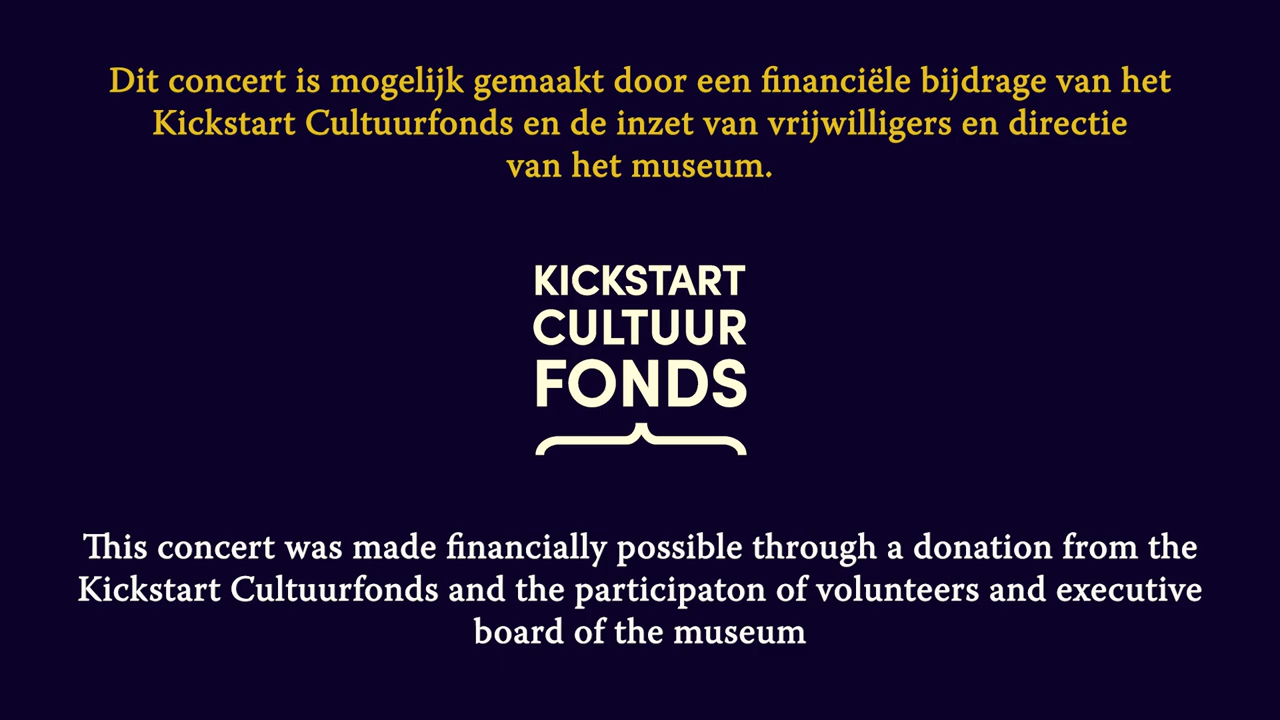 Dit concert is mogelijk gemaakt door een financiële bijdrage van het
Kickstart Cultuurfonds en de inzet van vrijwilligers en directie
van het museum.
KICKSTART
CULTUUR
FONDS
This concert was made financially possible through a donation from the
Kickstart Cultuurfonds and the participaton of volunteers and executive
board of the museum